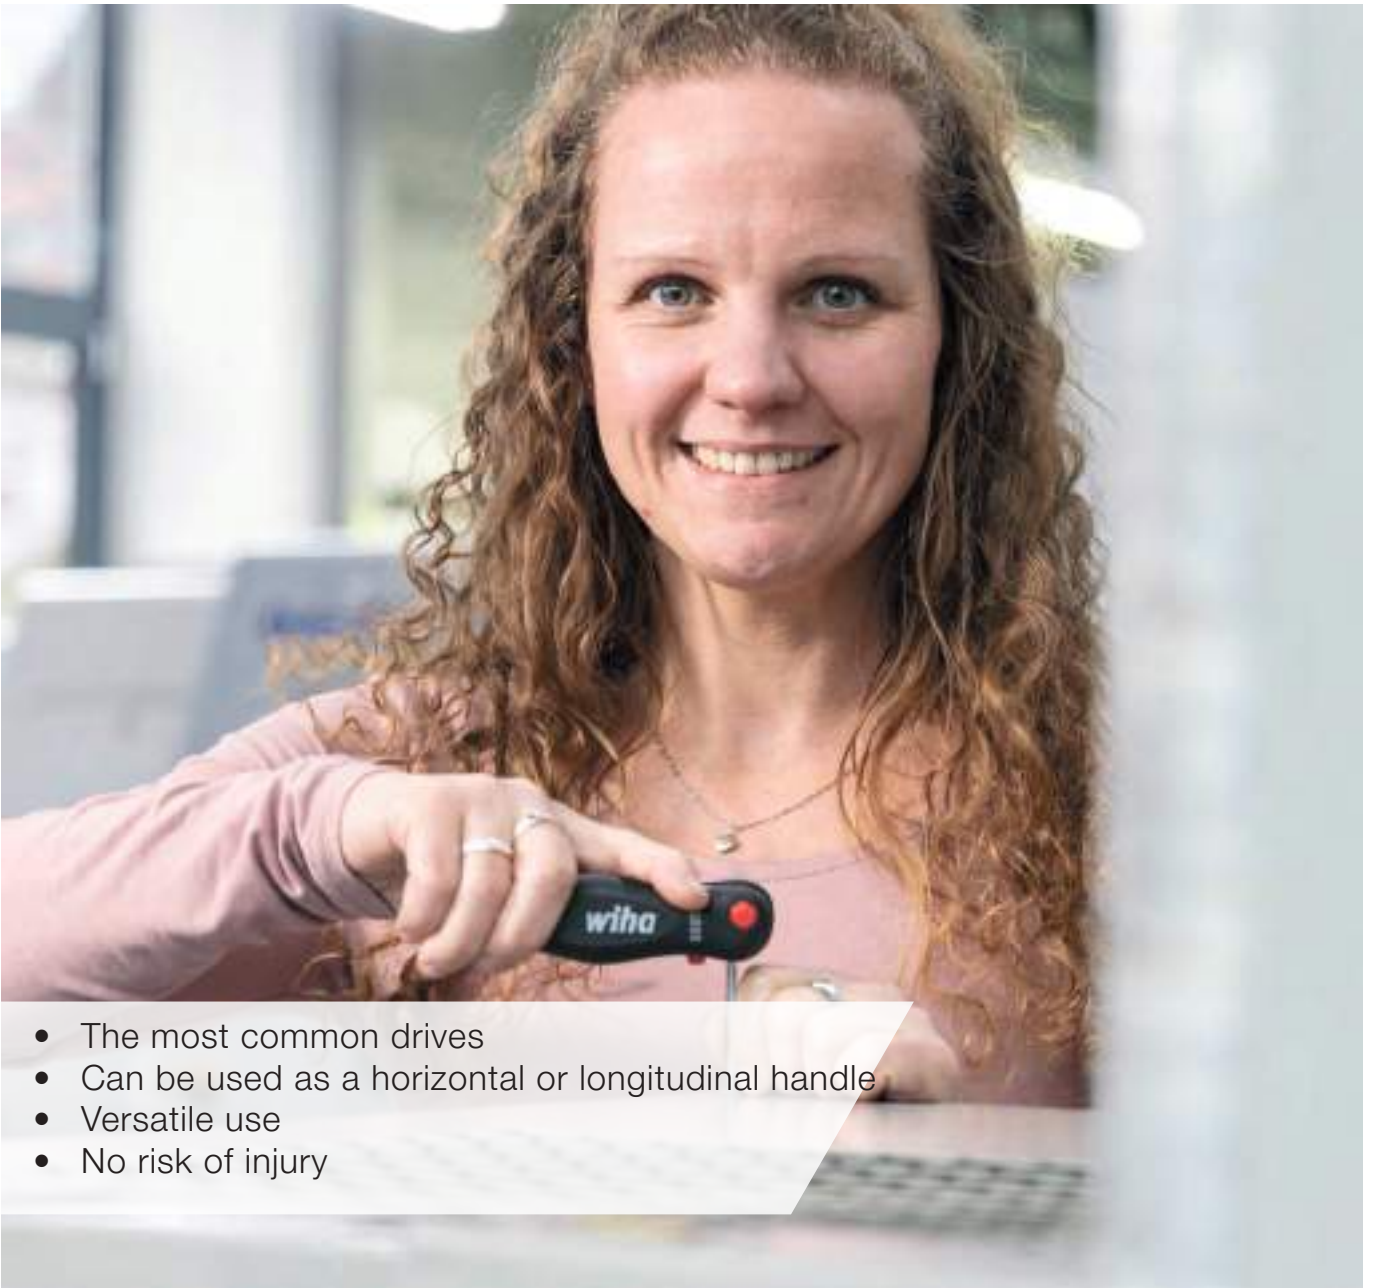 wiha
• The most common drives
• Can be used as a horizontal or longitudinal handle
• Versatile use
• No risk of injury